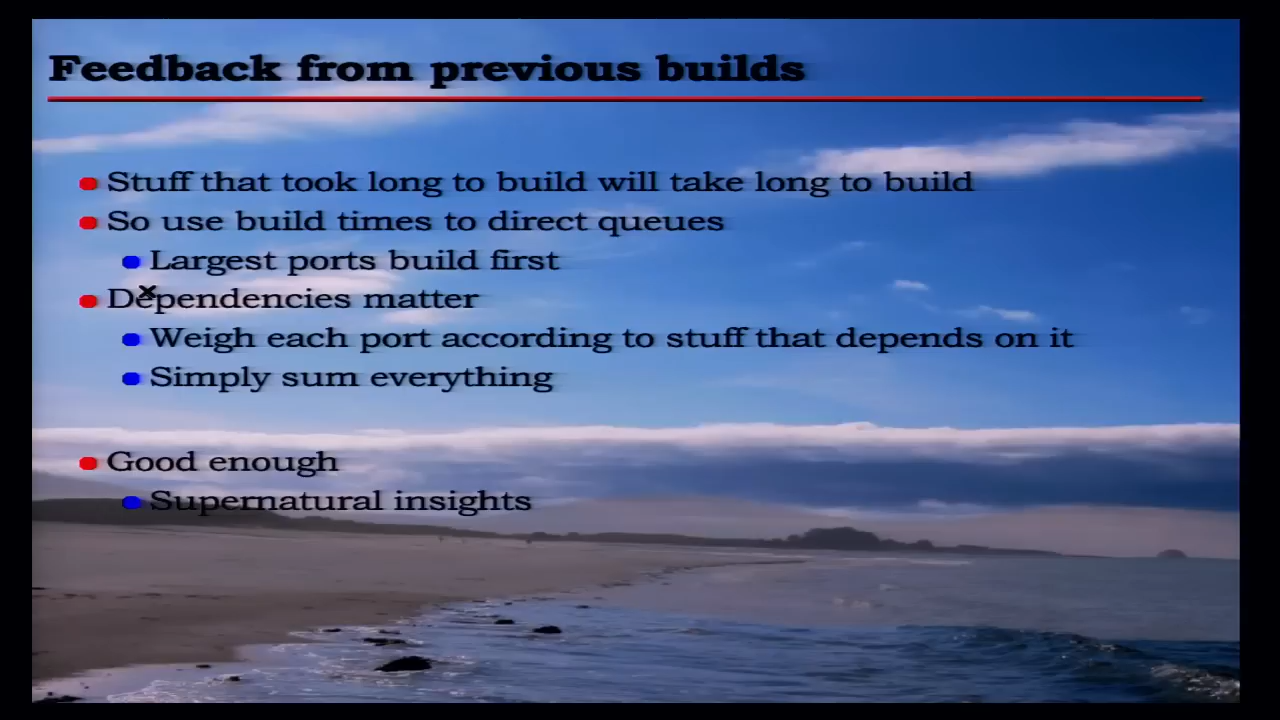 Feedback from previous builds
Stuff that took long to build will take long to build
So use build times to direct queues
Largest ports build first
Dependencies matter
Weigh each port according to stuff that depends on it
Simply sum everything
Good enough
Supernatural insights